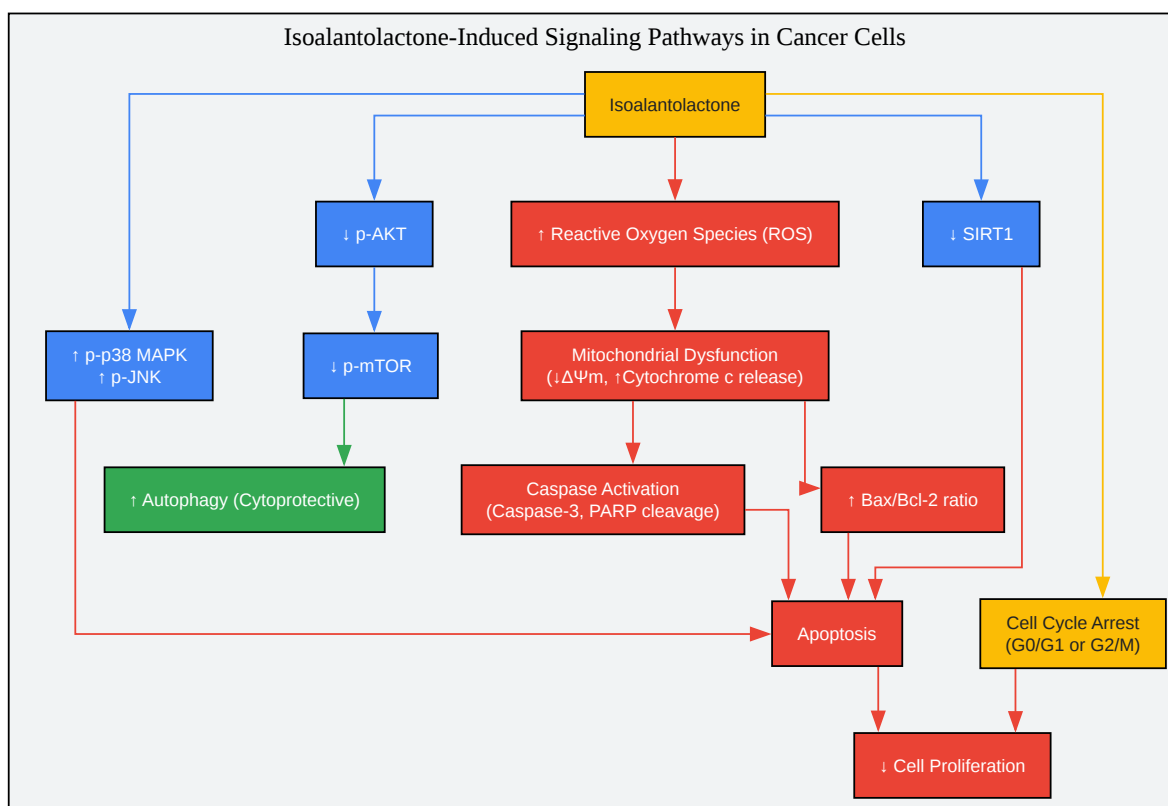 Isoalantolactone-Induced Signaling Pathways in Cancer Cells
Isoalantolactone
↓ p-AKT
↑ Reactive Oxygen Species (ROS)
↓ SIRT1
↑ p-p38 MAPK
↑ p-JNK
↓ p-mTOR
Mitochondrial Dysfunction
(↓ΔΨm, ↑Cytochrome c release)
↑ Autophagy (Cytoprotective)
Caspase Activation
(Caspase-3, PARP cleavage)
↑ Bax/Bcl-2 ratio
Apoptosis
Cell Cycle Arrest
(G0/G1 or G2/M)
↓ Cell Proliferation